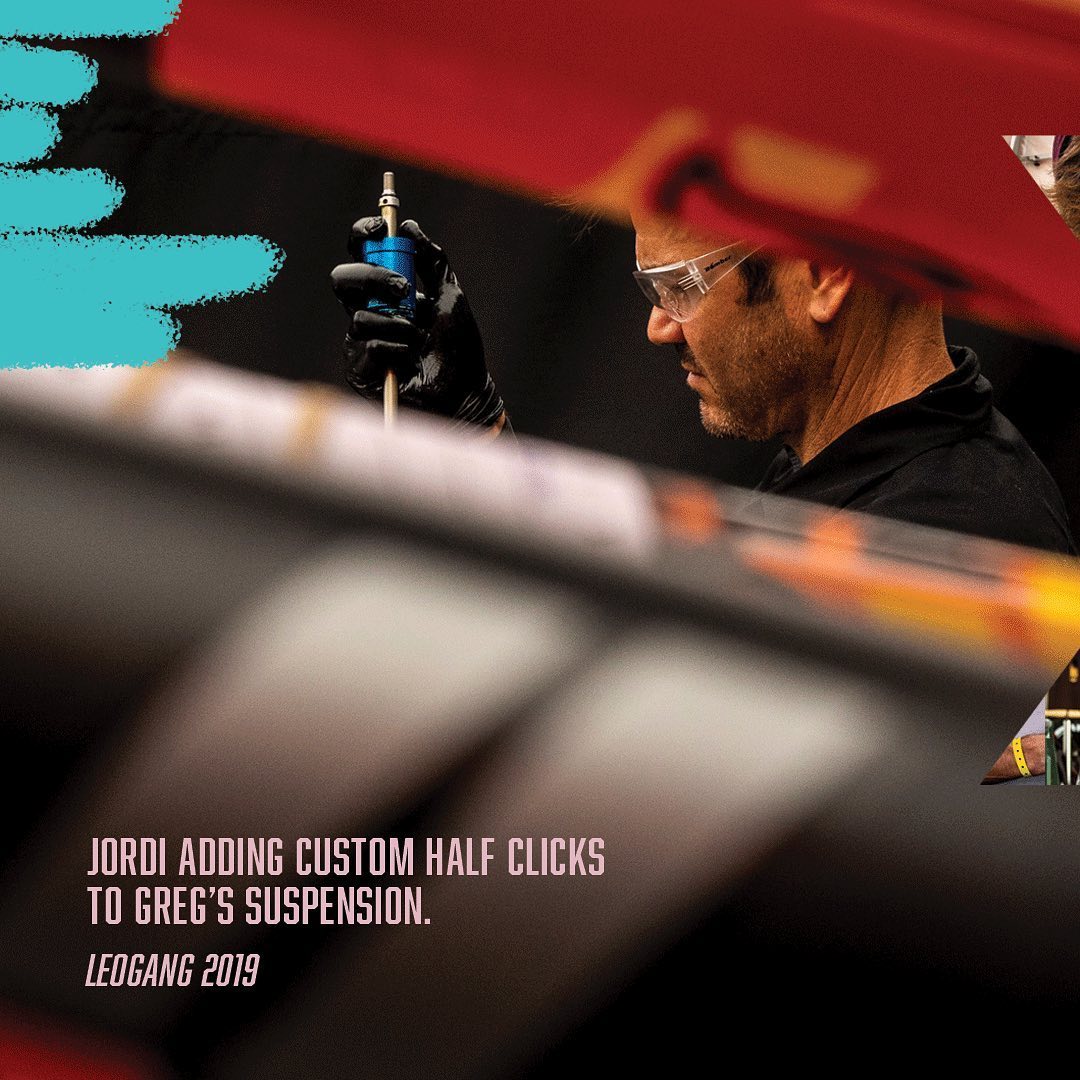 JORDI ADDING CUSTOM HALF CLICKS
TO GREG'S SUSPENSION.
LEOGANG 2019